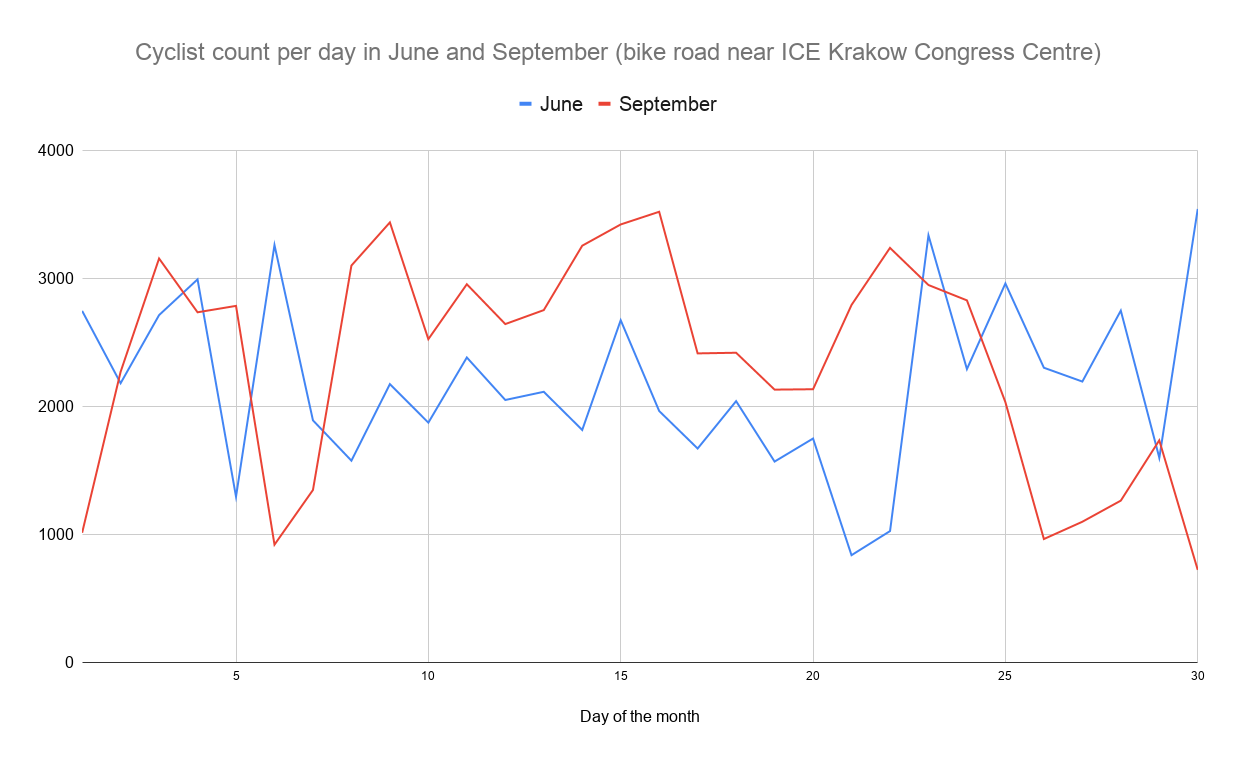 Cyclist count per day in June and September (bike road near ICE Krakow Congress Centre)
June September
4000
3000
2000
1000
0
5 10 15 20 25 30
Day of the month